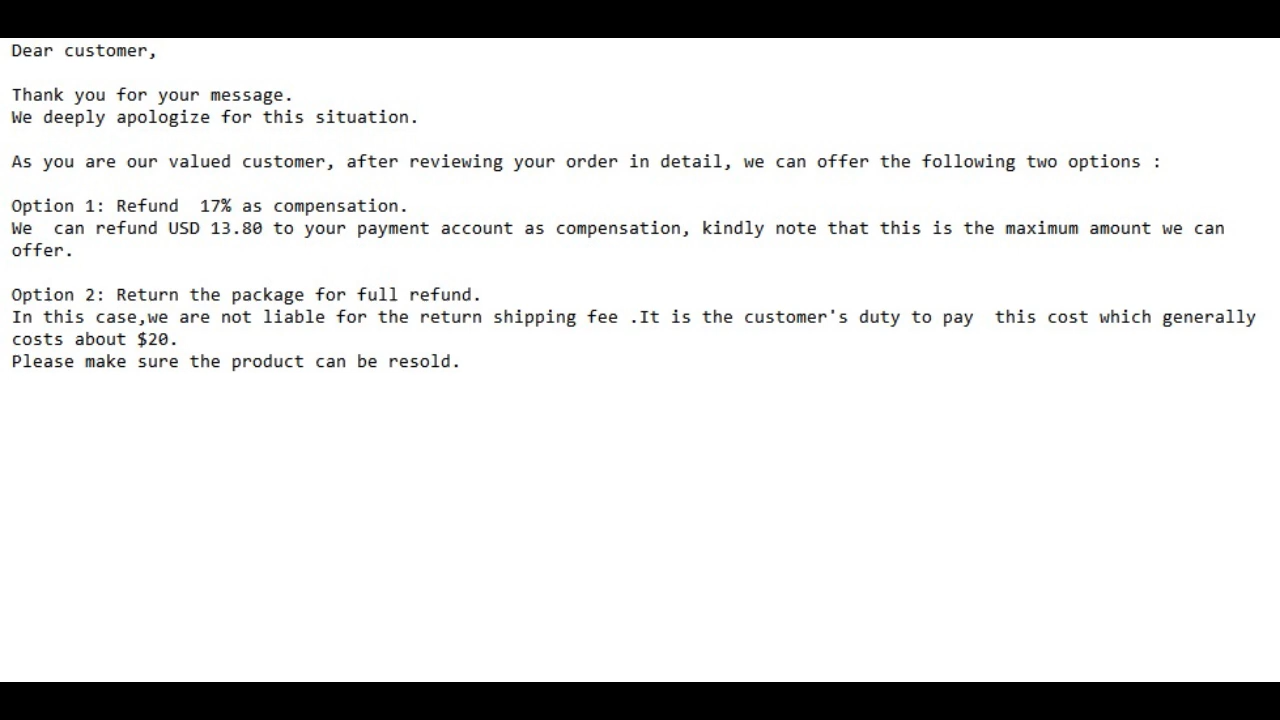 Dear customer,
Thank you for your message.
We deeply apologize for this situation.
As you are our valued customer, after reviewing your order in detail, we can offer the following two options :
Option 1: Refund  17% as compensation.
We  can refund USD 13.80 to your payment account as compensation, kindly note that this is the maximum amount we can
offer.
Option 2: Return the package for full refund.
In this case,we are not liable for the return shipping fee .It is the customer's duty to pay  this cost which generally
costs about $20.
Please make sure the product can be resold.